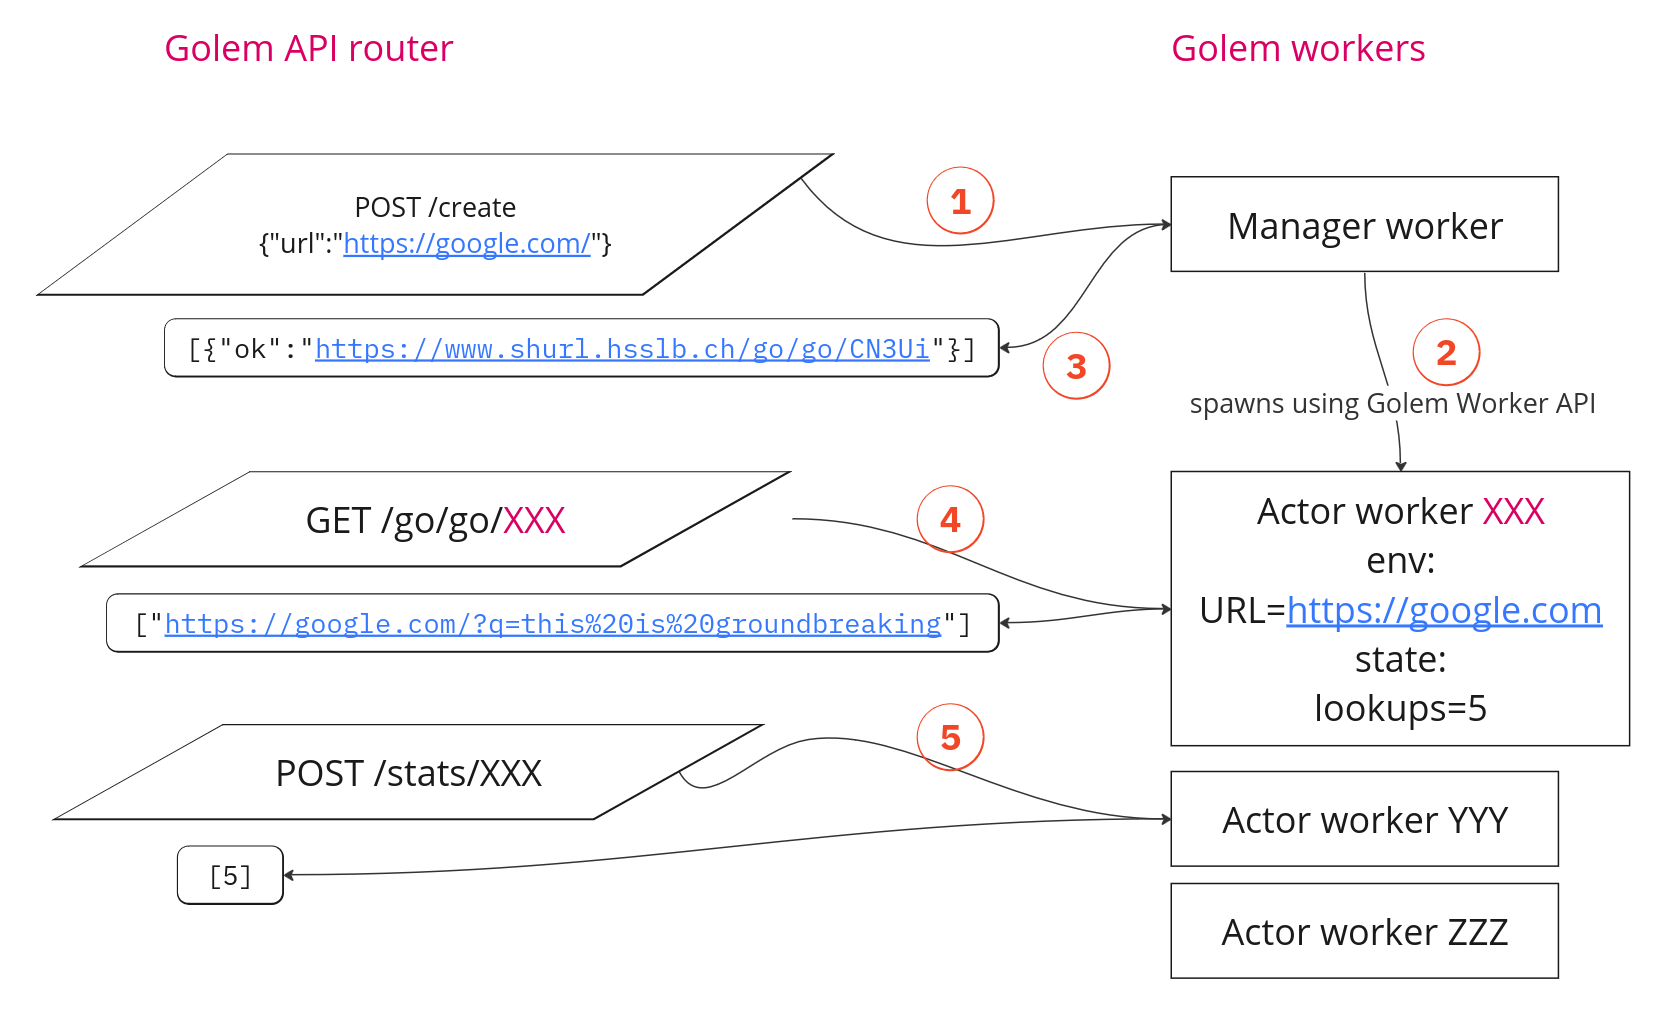 Golem API router
Golem workers
POST /create
{"url":"https://google.com/"}
1
Manager worker
[{"ok":"https://www.shurl.hsslb.ch/go/go/CN3Ui"}]
3
2
spawns using Golem Worker API
GET /go/go/XXX
4
Actor worker XXX
env:
URL=https://google.com
state:
lookups=5
["https://google.com/?q=this%20is%20groundbreaking"]
POST /stats/XXX
5
Actor worker YYY
[5]
Actor worker ZZZ